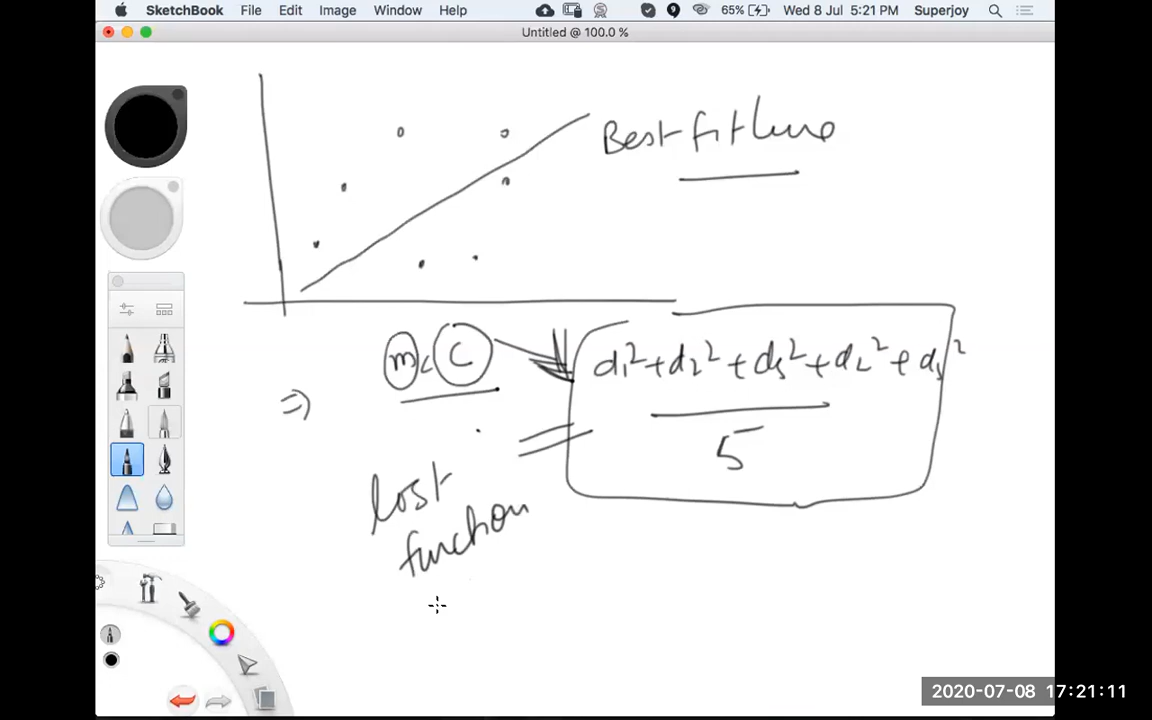 SketchBook File Edit Image Window Help 65% Wed 8 Jul 5:21 PM Superjoy
Untitled @ 100.0 %
Best fit line
m, C
d1²+d2²+d3²+d4²+d5²
5
=
⇒
lost
function
2020-07-08 17:21:11